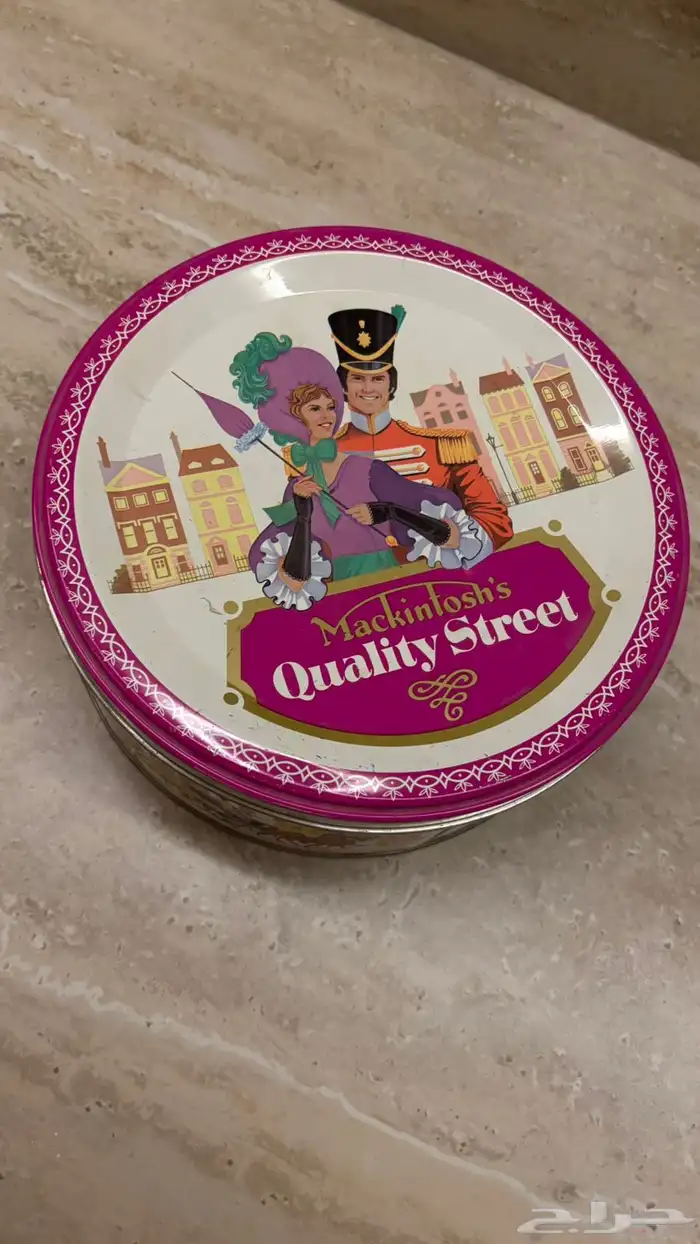 Mackintosh's
Quality Street
حراج